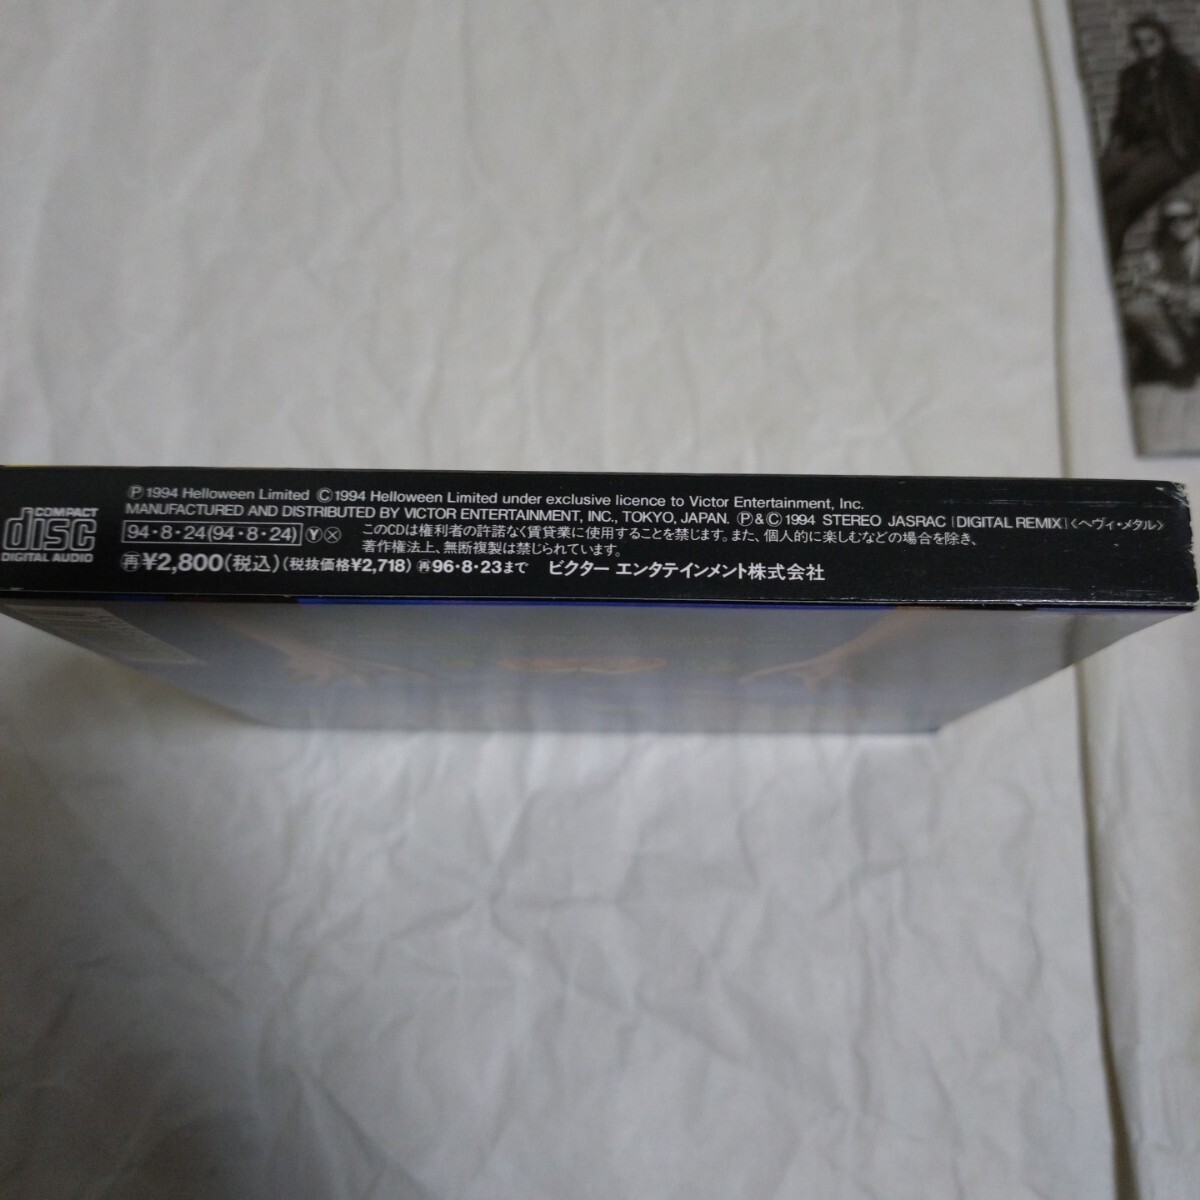 COMPACT
disc
DIGITAL AUDIO
Ⓟ 1994 Helloween Limited Ⓒ 1994 Helloween Limited under exclusive licence to Victor Entertainment, Inc.
MANUFACTURED AND DISTRIBUTED BY VICTOR ENTERTAINMENT, INC., TOKYO, JAPAN. Ⓟ & Ⓒ 1994 STEREO JASRAC [DIGITAL REMIX] 〈ヘヴィ・メタル〉
94・8・24(94・8・24) Ⓨ Ⓧ このCDは権利者の許諾なく賃貸業に使用することを禁じます。また、個人的に楽しむなどの場合を除き、
著作権法上、無断複製は禁じられています。
再 ¥2,800(税込)(税抜価格¥2,718) 再96・8・23まで ビクター エンタテインメント株式会社